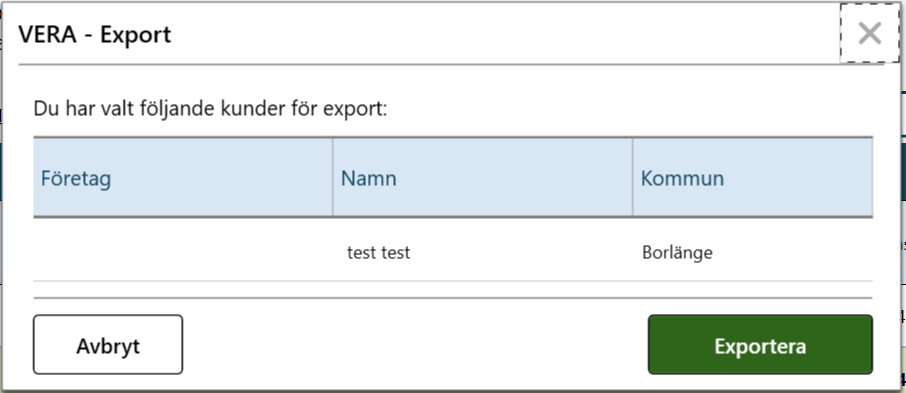 VERA - Export
Du har valt följande kunder för export:
Företag Namn Kommun
test test Borlänge
Avbryt Exportera